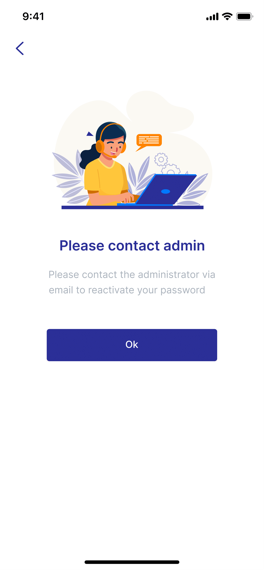 9:41
Please contact admin
Please contact the administrator via
email to reactivate your password
Ok